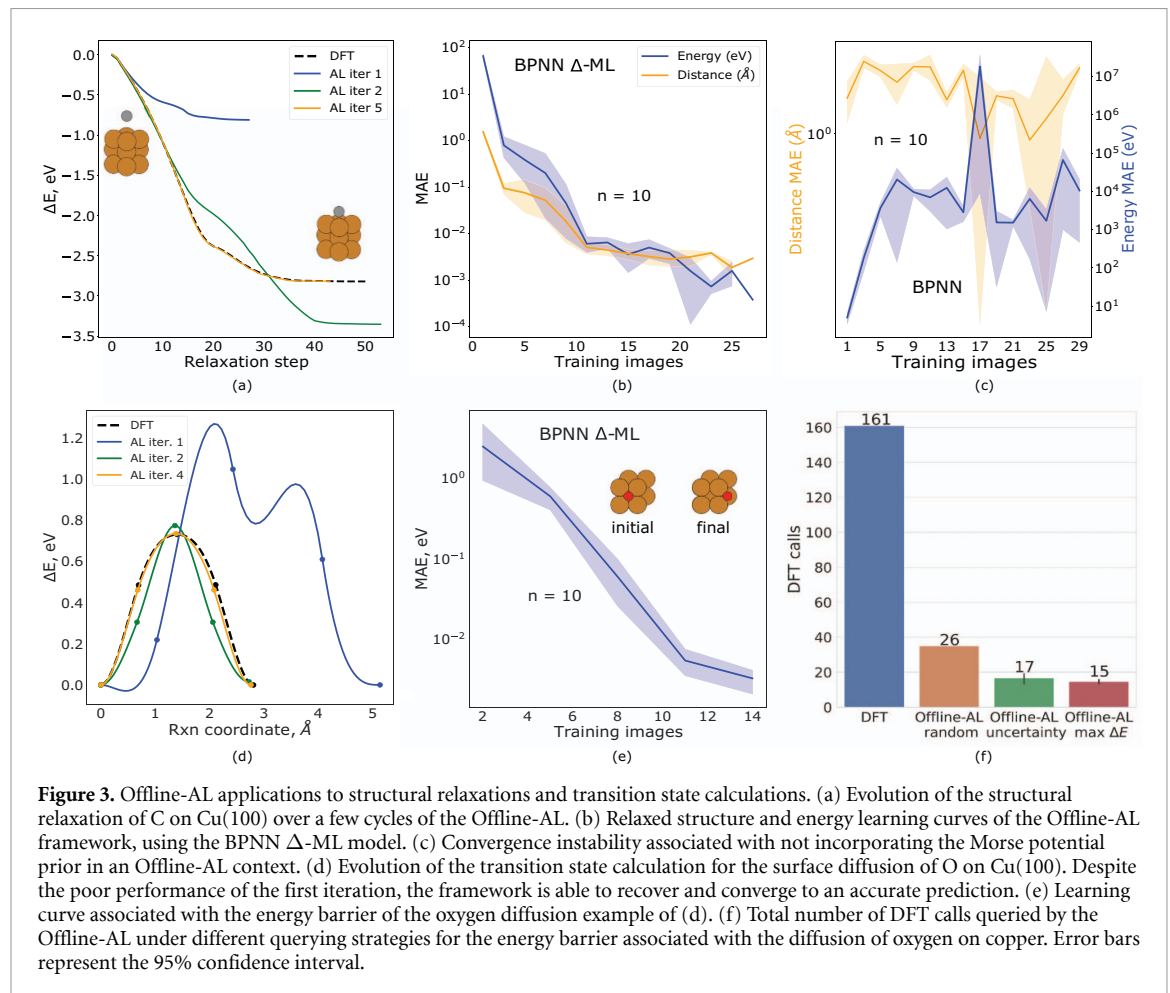 0.0
−0.5
−1.0
−1.5
−2.0
−2.5
−3.0
−3.5
ΔE, eV
DFT
AL iter 1
AL iter 2
AL iter 5
0 10 20 30 40 50
Relaxation step
(a)
10²
10¹
10⁰
10⁻¹
10⁻²
10⁻³
10⁻⁴
MAE
BPNN Δ-ML
Energy (eV)
Distance (Å)
n = 10
1 5 10 15 20 25
Training images
(b)
Distance MAE (Å)
10⁰
n = 10
BPNN
10⁷
10⁶
10⁵
10⁴
10³
10²
10¹
Energy MAE (eV)
1 5 9 13 17 21 25 29
Training images
(c)
DFT
AL iter. 1
AL iter. 2
AL iter. 4
1.2
1.0
0.8
0.6
0.4
0.2
0.0
ΔE, eV
0 1 2 3 4 5
Rxn coordinate, Å
(d)
BPNN Δ-ML
10⁰
10⁻¹
10⁻²
MAE, eV
initial final
n = 10
2 4 6 8 10 12 14
Training images
(e)
160
140
120
100
80
60
40
20
0
DFT calls
161
26
17
15
DFT Offline-AL Offline-AL Offline-AL
random uncertainty max ΔE
(f)
Figure 3. Offline-AL applications to structural relaxations and transition state calculations. (a) Evolution of the structural
relaxation of C on Cu(100) over a few cycles of the Offline-AL. (b) Relaxed structure and energy learning curves of the Offline-AL
framework, using the BPNN Δ-ML model. (c) Convergence instability associated with not incorporating the Morse potential
prior in an Offline-AL context. (d) Evolution of the transition state calculation for the surface diffusion of O on Cu(100). Despite
the poor performance of the first iteration, the framework is able to recover and converge to an accurate prediction. (e) Learning
curve associated with the energy barrier of the oxygen diffusion example of (d). (f) Total number of DFT calls queried by the
Offline-AL under different querying strategies for the energy barrier associated with the diffusion of oxygen on copper. Error bars
represent the 95% confidence interval.